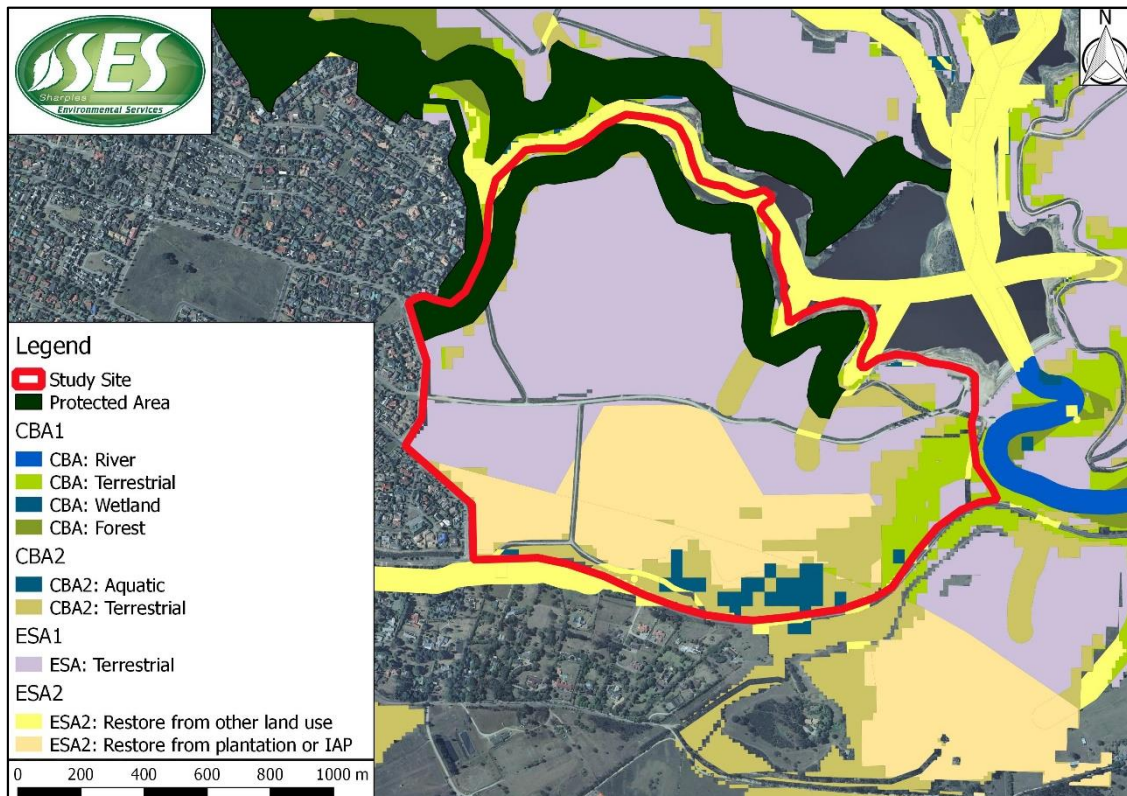 SES
Sharples
Environmental Services
N
Legend
Study Site
Protected Area
CBA1
CBA: River
CBA: Terrestrial
CBA: Wetland
CBA: Forest
CBA2
CBA2: Aquatic
CBA2: Terrestrial
ESA1
ESA: Terrestrial
ESA2
ESA2: Restore from other land use
ESA2: Restore from plantation or IAP
0 200 400 600 800 1000 m